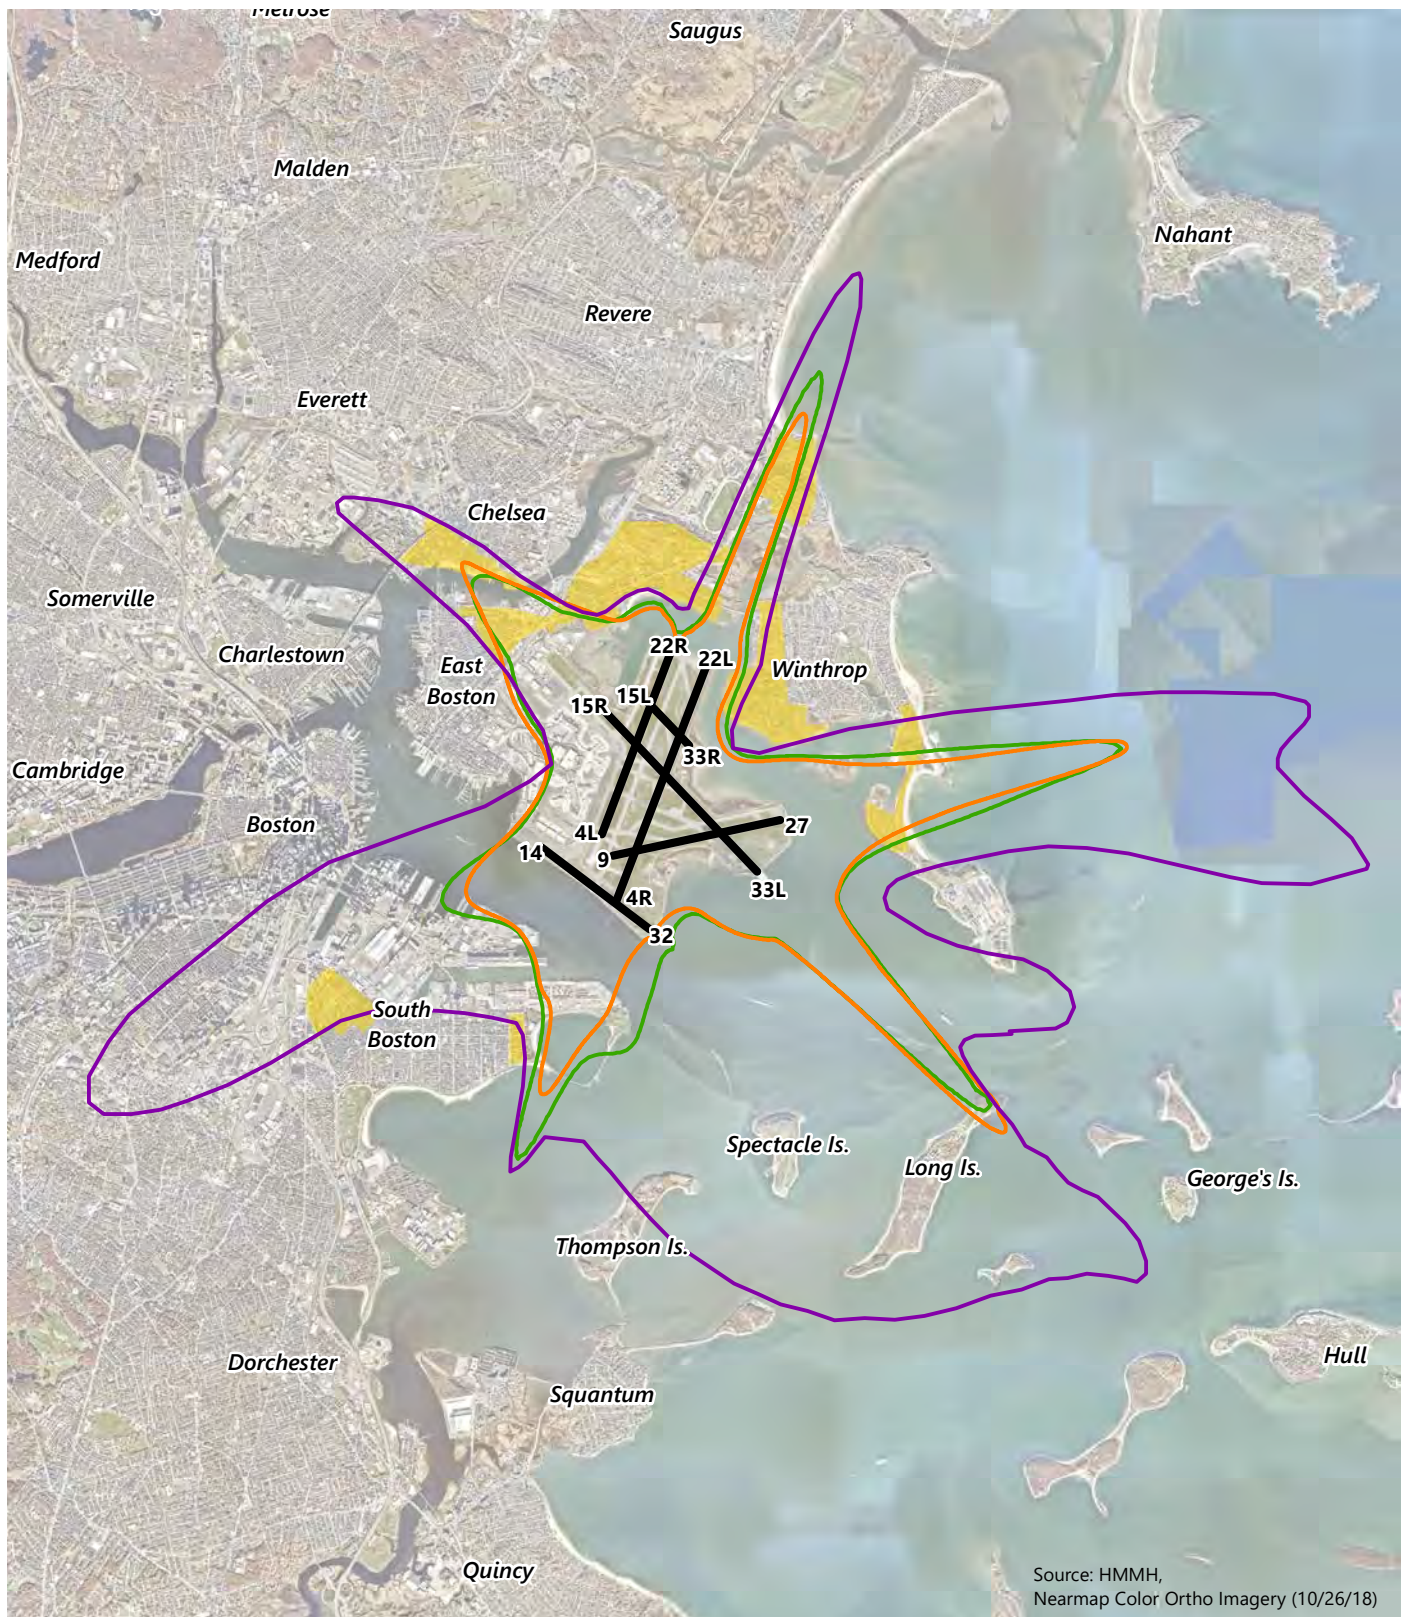 Melrose
Saugus
Malden
Nahant
Medford
Revere
Everett
Chelsea
Somerville
Charlestown
East
Boston
22R
22L
Winthrop
15L
15R
33R
Cambridge
Boston
4L
27
14
9
33L
4R
32
South
Boston
Spectacle Is.
Long Is.
George's Is.
Thompson Is.
Dorchester
Hull
Squantum
Quincy
Source: HMMH,
Nearmap Color Ortho Imagery (10/26/18)